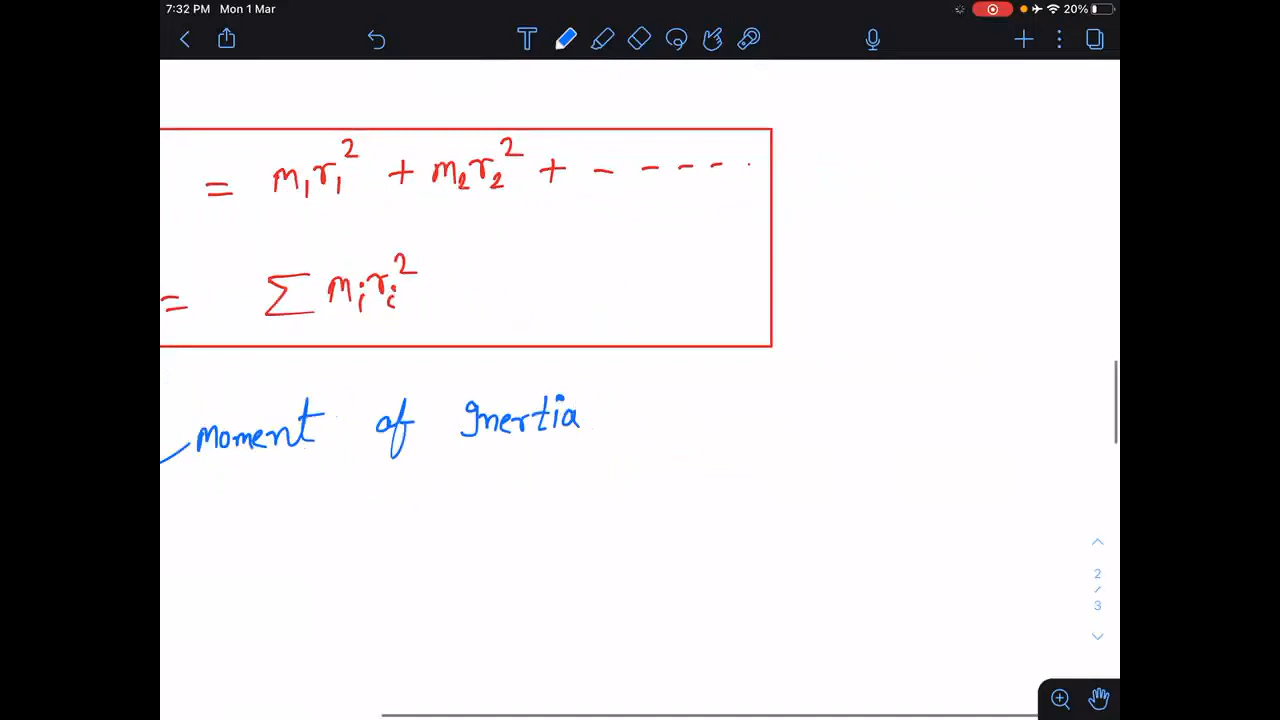 7:32 PM Mon 1 Mar 20%
= m₁r₁² + m₂r₂² + - - - - - .
= Σ mᵢrᵢ²
moment of Inertia
2
/
3